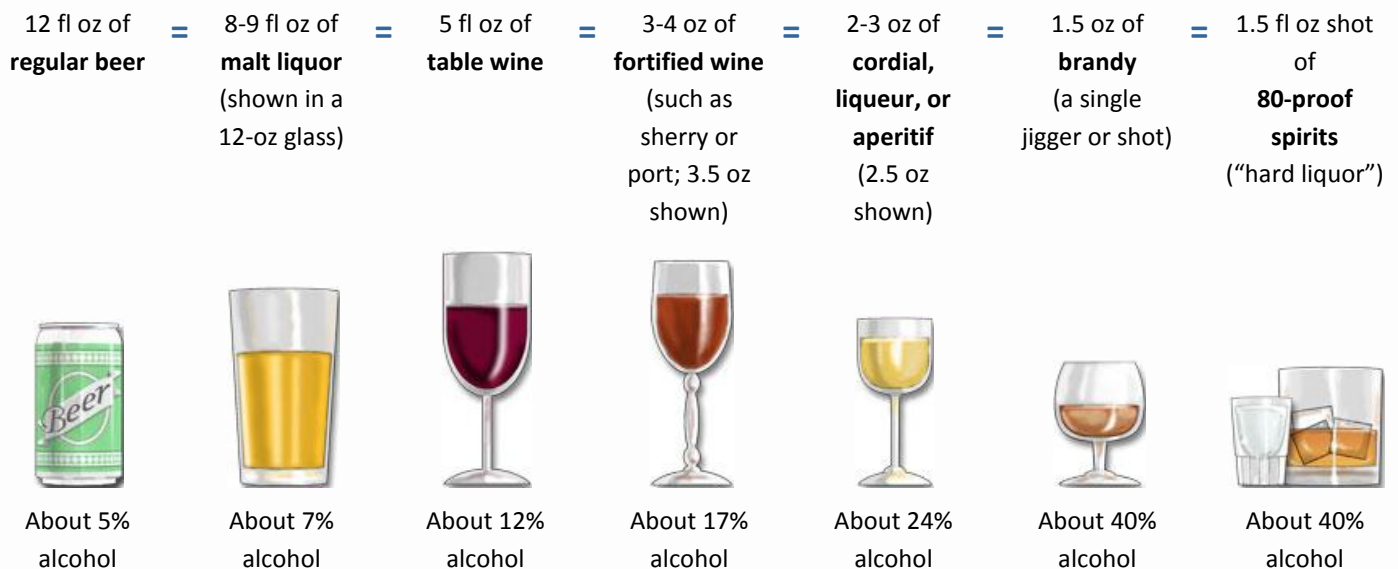 12 fl oz of
regular beer
=
8-9 fl oz of
malt liquor
(shown in a
12-oz glass)
=
5 fl oz of
table wine
=
3-4 oz of
fortified wine
(such as
sherry or
port; 3.5 oz
shown)
=
2-3 oz of
cordial,
liqueur, or
aperitif
(2.5 oz
shown)
=
1.5 oz of
brandy
(a single
jigger or shot)
=
1.5 fl oz shot
of
80-proof
spirits
(“hard liquor”)
Beer
About 5%
alcohol
About 7%
alcohol
About 12%
alcohol
About 17%
alcohol
About 24%
alcohol
About 40%
alcohol
About 40%
alcohol